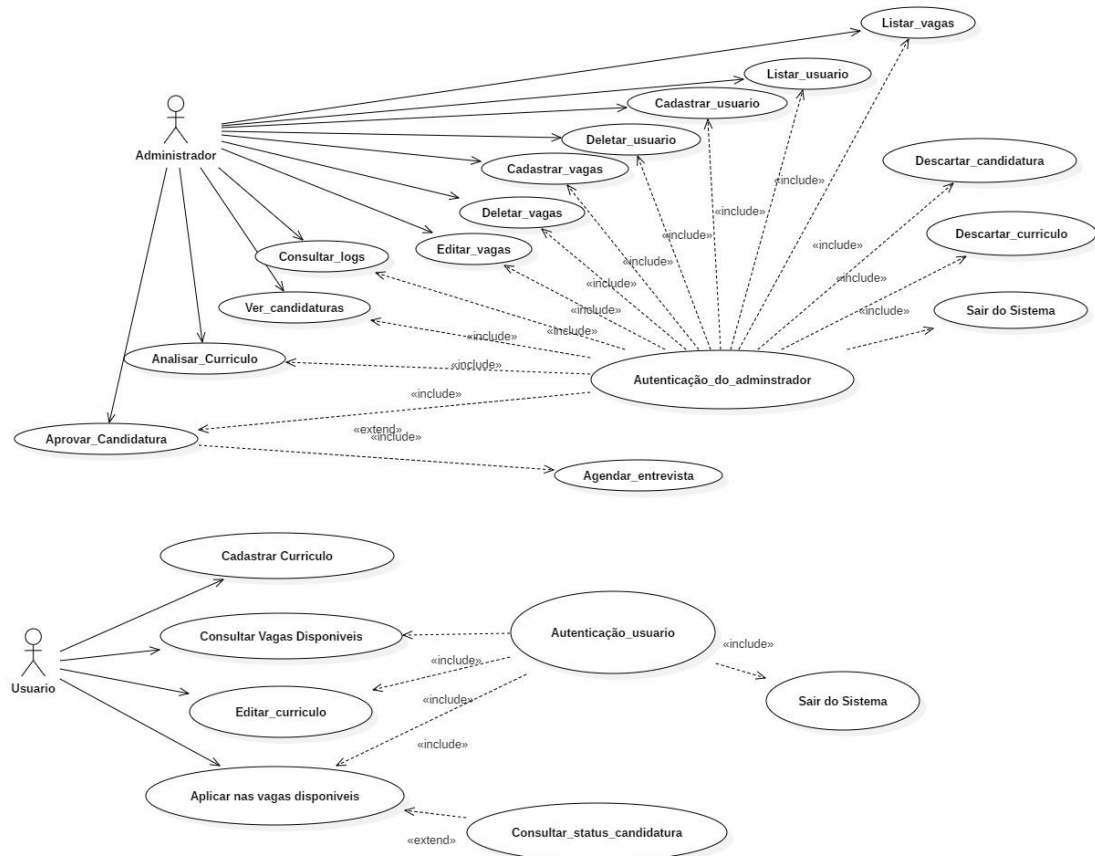 Listar_vagas
Listar_usuario
Cadastrar_usuario
Administrador
Deletar_usuario
Descartar_candidatura
«include»
Cadastrar_vagas
Deletar_vagas
«include»
Descartar_curriculo
Editar_vagas
«include»
«include»
Consultar_logs
«include»
«include»
Ver_candidaturas
«include»
Sair do Sistema
«include»
«include»
Analisar_Curriculo
«include»
Autenticação_do_adminstrador
«include»
«extend»
«include»
Aprovar_Candidatura
Agendar_entrevista
Cadastrar Curriculo
Consultar Vagas Disponiveis
Autenticação_usuario
«include»
«include»
Usuario
«include»
Sair do Sistema
Editar_curriculo
«include»
Aplicar nas vagas disponiveis
Consultar_status_candidatura
«extend»